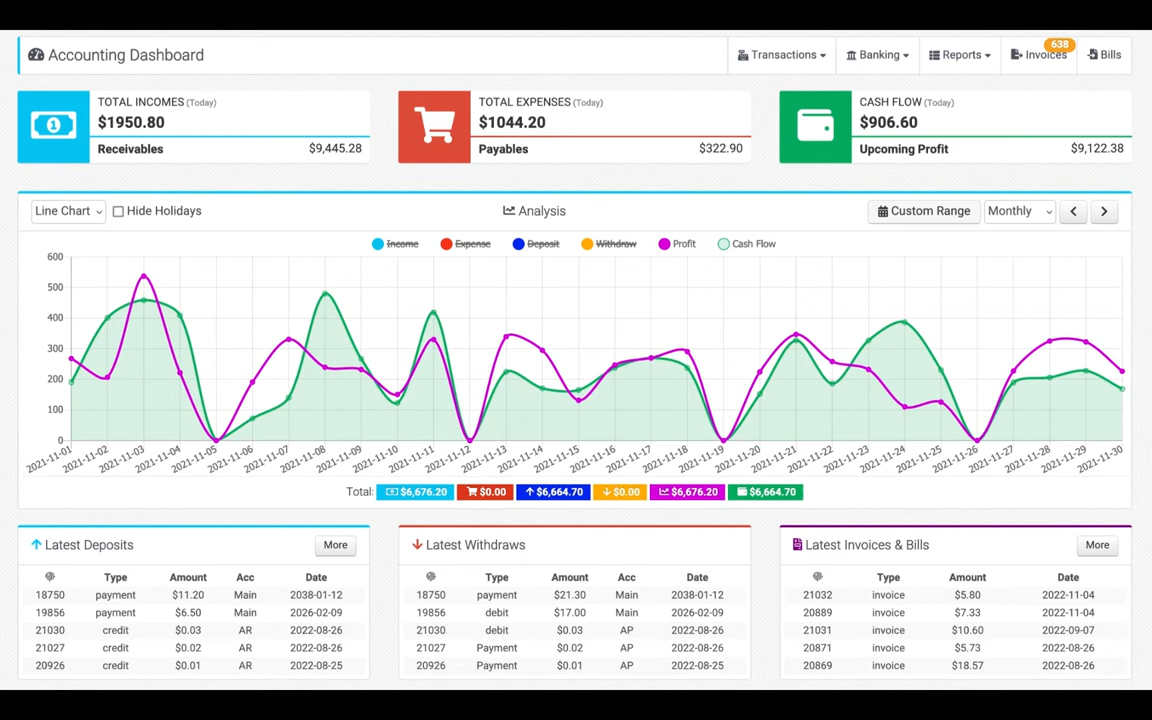 Accounting Dashboard Transactions Banking Reports Invoices 638 Bills
TOTAL INCOMES (Today)
$1950.80
Receivables $9,445.28
TOTAL EXPENSES (Today)
$1044.20
Payables $322.90
CASH FLOW (Today)
$906.60
Upcoming Profit $9,122.38
Line Chart Hide Holidays Analysis Custom Range Monthly
Income Expense Deposit Withdraw Profit Cash Flow
600
500
400
300
200
100
0
2021-11-01 2021-11-02 2021-11-03 2021-11-04 2021-11-05 2021-11-06 2021-11-07 2021-11-08 2021-11-09 2021-11-10 2021-11-11 2021-11-12 2021-11-13 2021-11-14 2021-11-15 2021-11-16 2021-11-17 2021-11-18 2021-11-19 2021-11-20 2021-11-21 2021-11-22 2021-11-23 2021-11-24 2021-11-25 2021-11-26 2021-11-27 2021-11-28 2021-11-29 2021-11-30
Total: $6,676.20 $0.00 $6,664.70 $0.00 $6,676.20 $6,664.70
Latest Deposits More
Type Amount Acc Date
18750 payment $11.20 Main 2038-01-12
19856 payment $6.50 Main 2026-02-09
21030 credit $0.03 AR 2022-08-26
21027 credit $0.02 AR 2022-08-26
20926 credit $0.01 AR 2022-08-25
Latest Withdraws
Type Amount Acc Date
18750 payment $21.30 Main 2038-01-12
19856 debit $17.00 Main 2026-02-09
21030 debit $0.03 AP 2022-08-26
21027 Payment $0.02 AP 2022-08-26
20926 Payment $0.01 AP 2022-08-25
Latest Invoices & Bills More
Type Amount Date
21032 invoice $5.80 2022-11-04
20889 invoice $7.33 2022-11-04
21031 invoice $10.60 2022-09-07
20871 invoice $5.73 2022-08-26
20869 invoice $18.57 2022-08-26